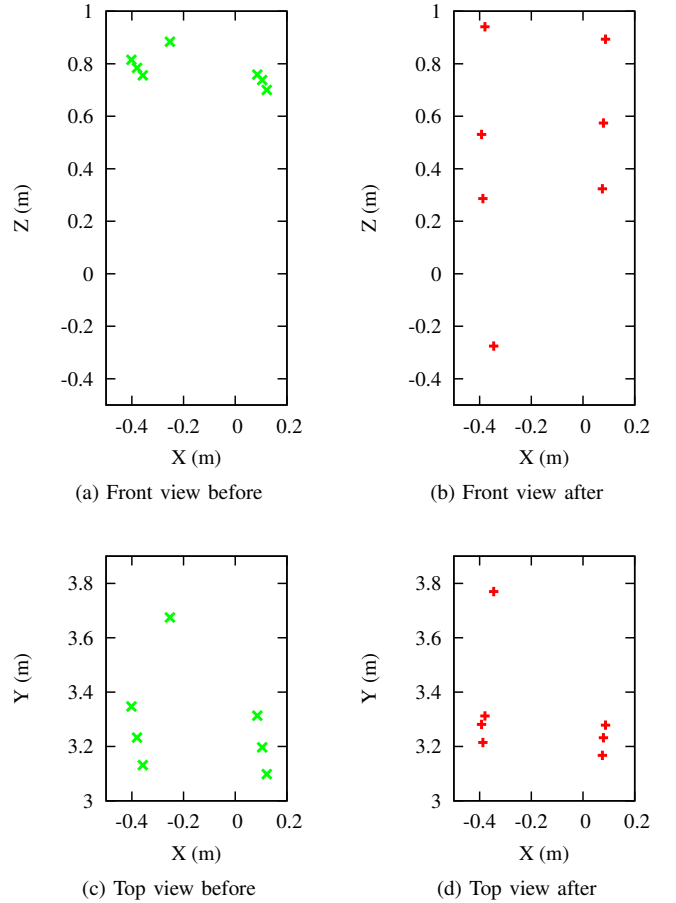 1
0.8
0.6
0.4
0.2
0
-0.2
-0.4
Z (m)
-0.4 -0.2 0 0.2
X (m)
(a) Front view before
1
0.8
0.6
0.4
0.2
0
-0.2
-0.4
Z (m)
-0.4 -0.2 0 0.2
X (m)
(b) Front view after
3.8
3.6
3.4
3.2
3
Y (m)
-0.4 -0.2 0 0.2
X (m)
(c) Top view before
3.8
3.6
3.4
3.2
3
Y (m)
-0.4 -0.2 0 0.2
X (m)
(d) Top view after